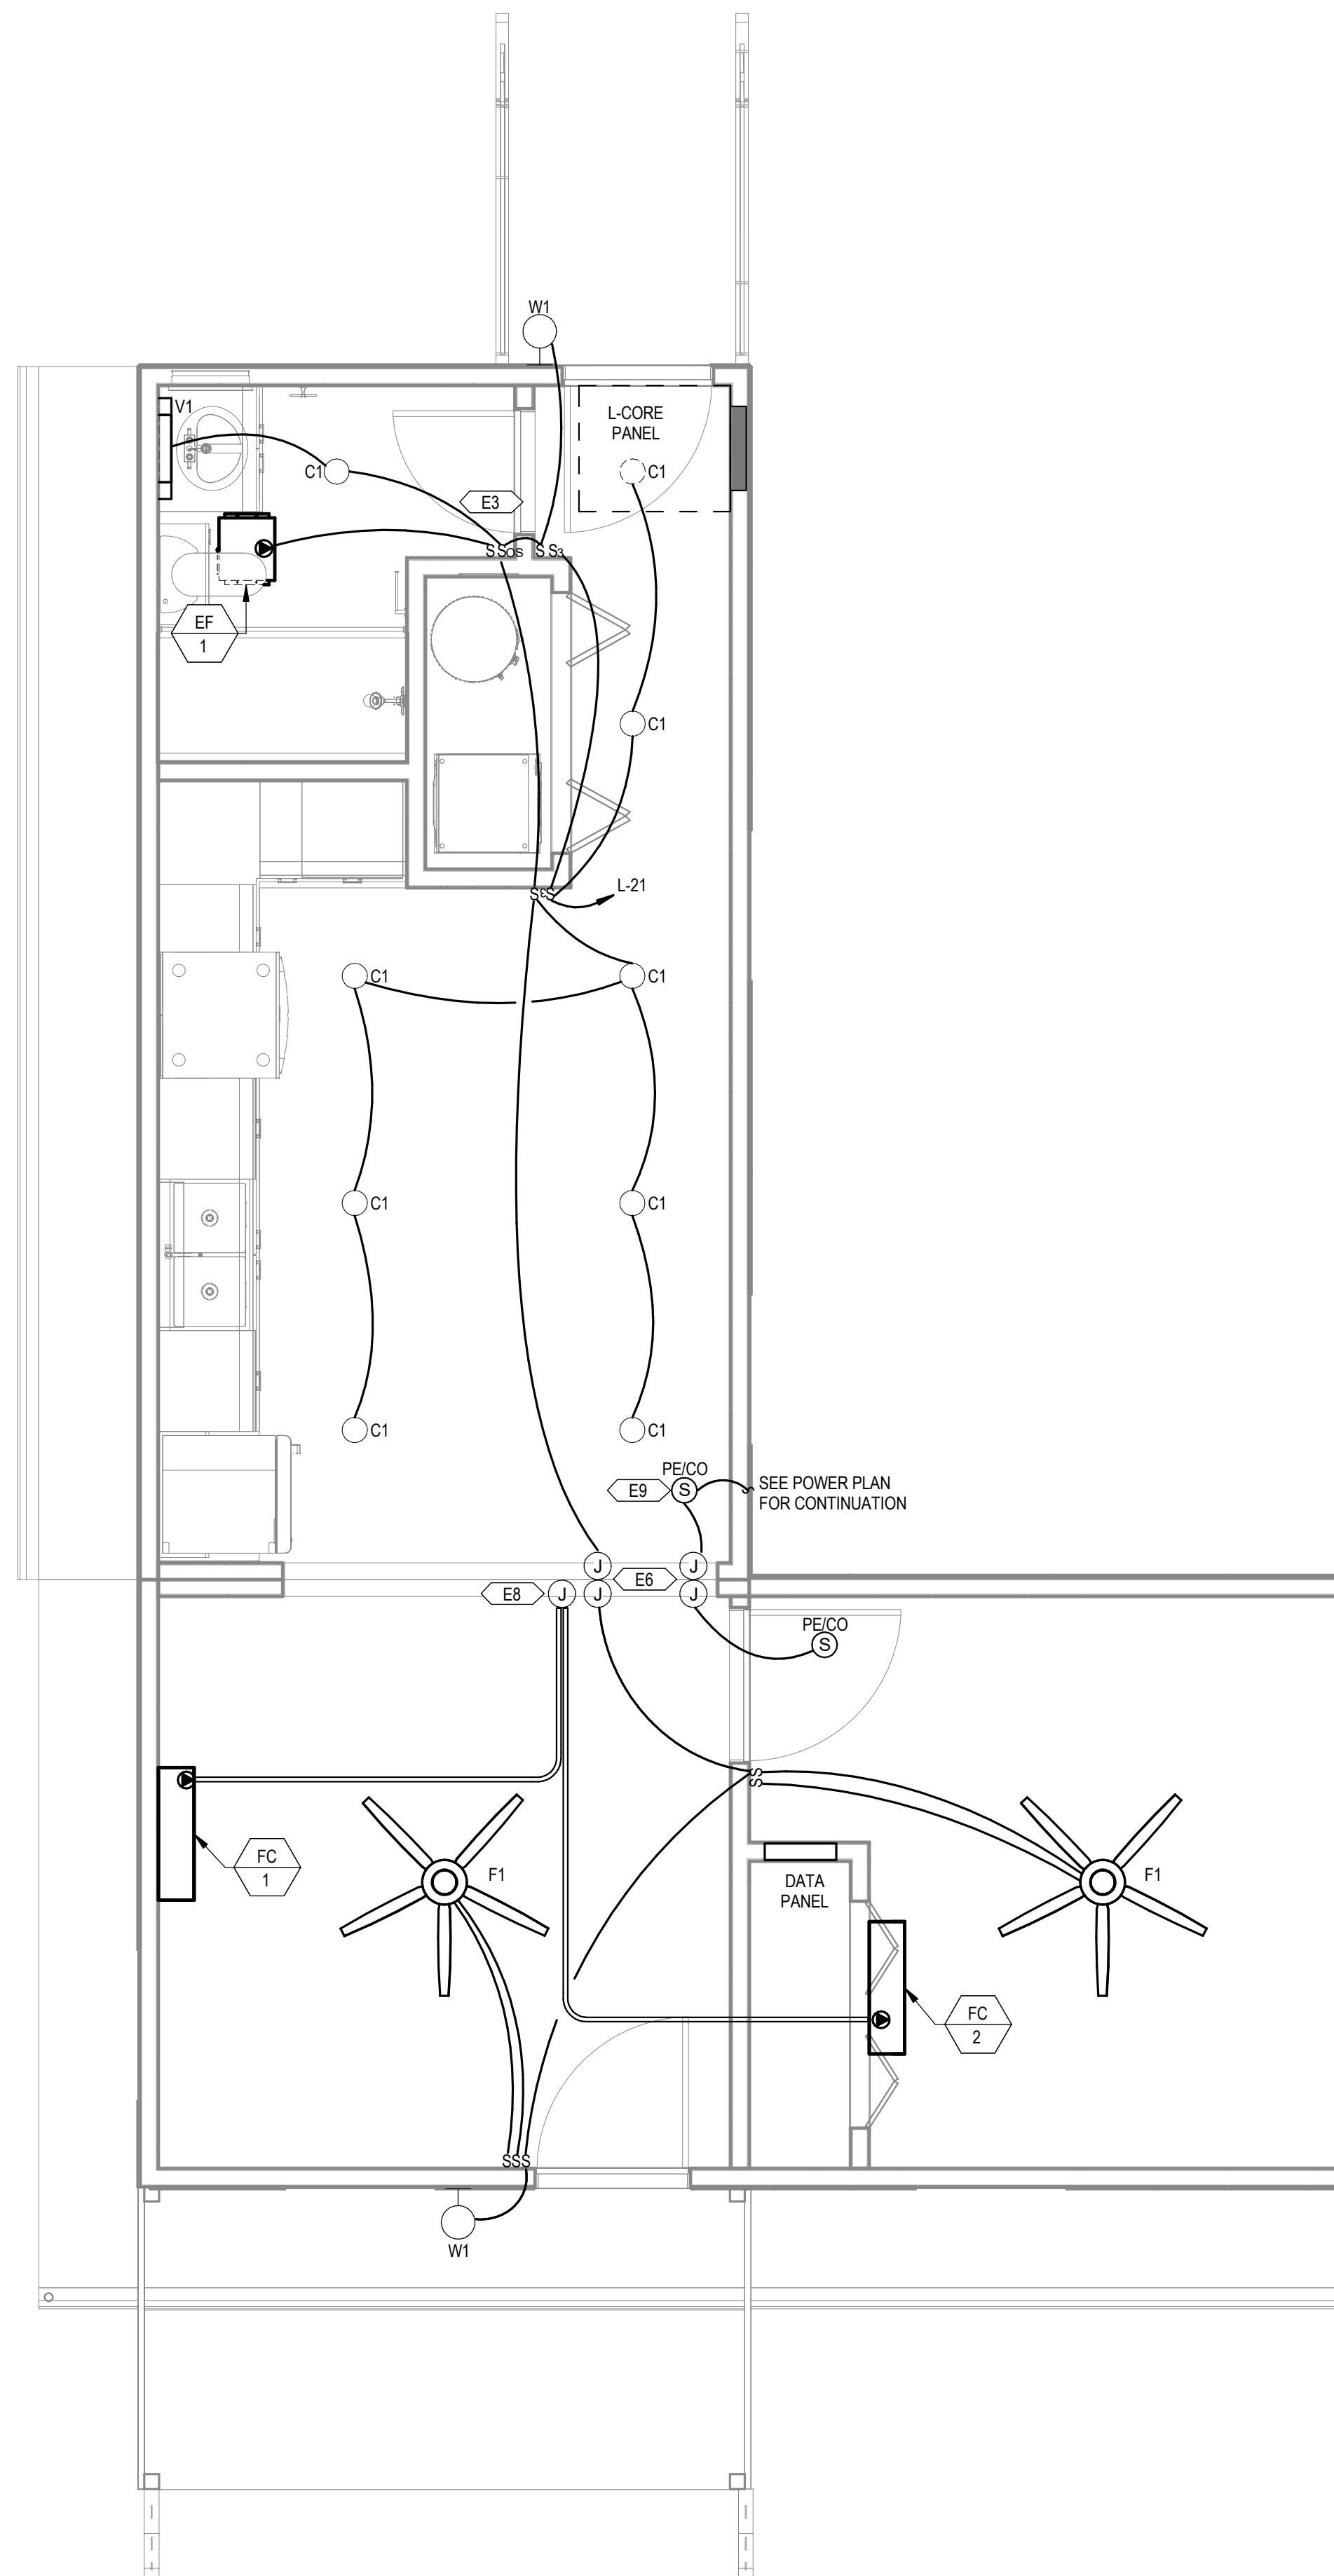 W1
V1
L-CORE
PANEL
C1
C1
E3
S SOS
S S3
EF
1
C1
S3S
L-21
C1
C1
C1
C1
C1
C1
PE/CO
E9
S
SEE POWER PLAN
FOR CONTINUATION
J
J
E6
E8
J
J
J
PE/CO
S
S
S
FC
1
F1
DATA
PANEL
F1
FC
2
SSS
W1